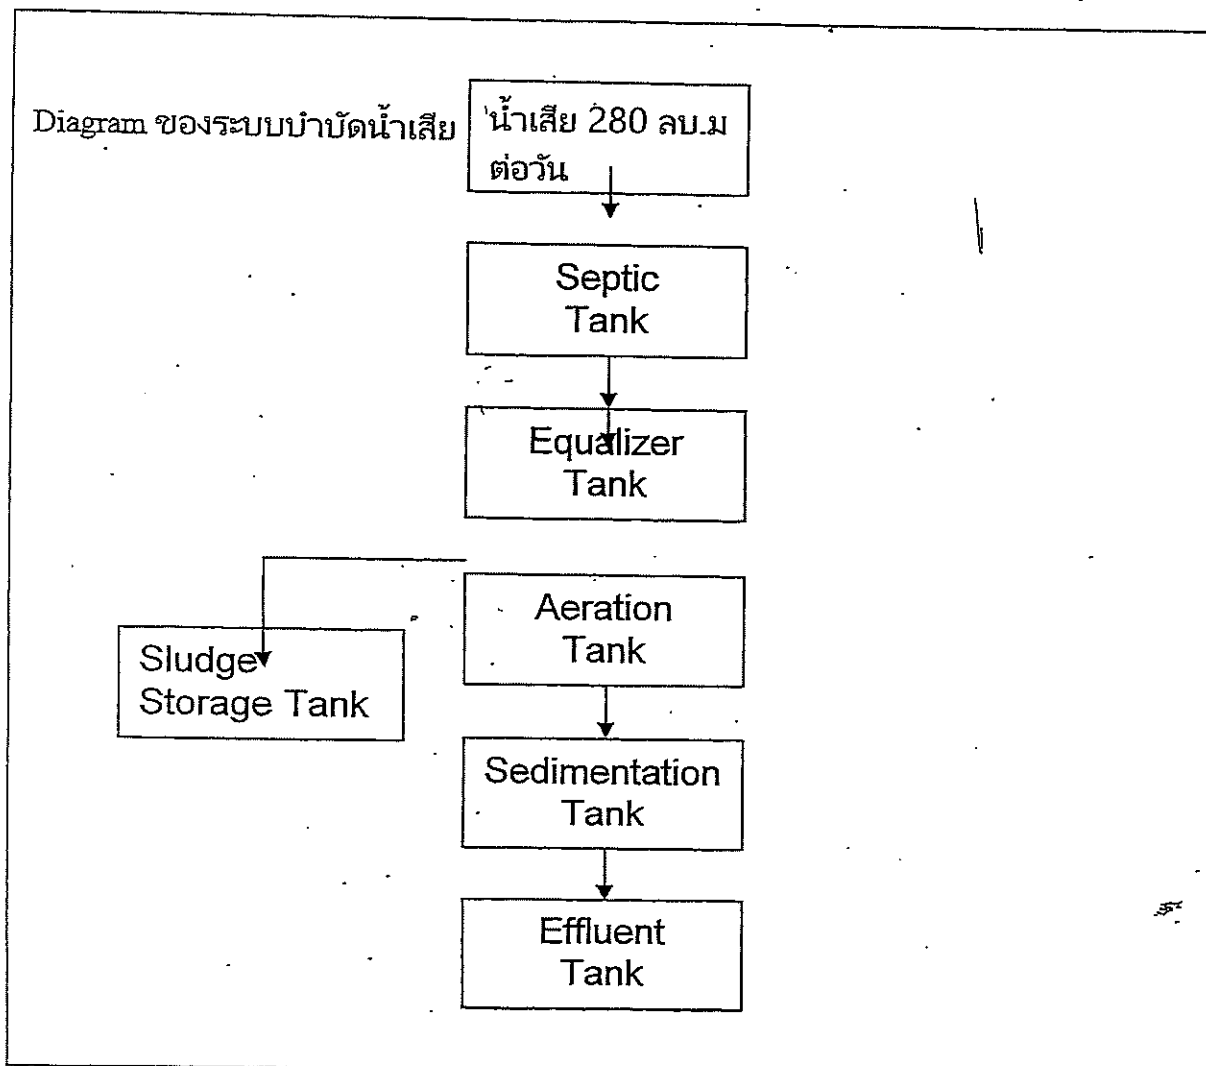 Diagram ของระบบบำบัดน้ำเสีย
น้ำเสีย 280 ลบ.ม
ต่อวัน
Septic
Tank
Equalizer
Tank
Aeration
Tank
Sludge
Storage Tank
Sedimentation
Tank
Effluent
Tank